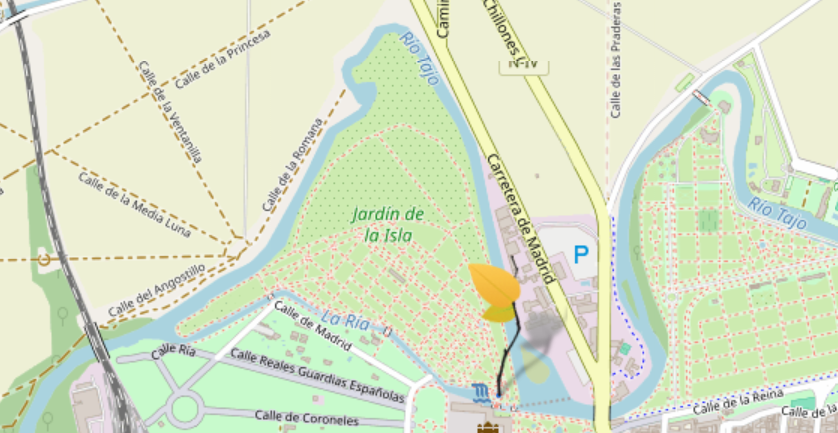 Calle de la Princesa
Calle de la Ventanilla
Calle de la Romana
Calle de la Media Luna
Calle del Angostillo
Río Tajo
Camin
Chillones
N-IV
Calle de las Praderas
Carretera de Madrid
Jardín de
la Isla
P
Río Tajo
La Ría
Calle de Madrid
Calle Ría
Calle Reales Guardias Españolas
Calle de Coroneles
Calle de la Reina
Calle de la